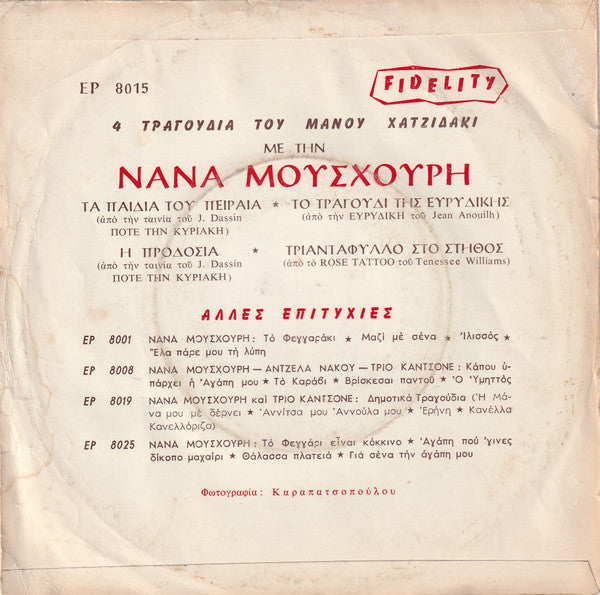 EP 8015
FIDELITY
4 ΤΡΑΓΟΥΔΙΑ ΤΟΥ ΜΑΝΟΥ ΧΑΤΖΙΔΑΚΙ
ΜΕ ΤΗΝ
ΝΑΝΑ ΜΟΥΣΧΟΥΡΗ
ΤΑ ΠΑΙΔΙΑ ΤΟΥ ΠΕΙΡΑΙΑ ★ ΤΟ ΤΡΑΓΟΥΔΙ ΤΗΣ ΕΥΡΥΔΙΚΗΣ
(ἀπὸ τὴν ταινία τοῦ J. Dassin (ἀπὸ τὴν ΕΥΡΥΔΙΚΗ τοῦ Jean Anouilh)
ΠΟΤΕ ΤΗΝ ΚΥΡΙΑΚΗ)
Η ΠΡΟΔΟΣΙΑ ★ ΤΡΙΑΝΤΑΦΥΛΛΟ ΣΤΟ ΣΤΗΘΟΣ
(ἀπὸ τὴν ταινία τοῦ J. Dassin (ἀπὸ τὸ ROSE TATTOO τοῦ Tenessee Williams)
ΠΟΤΕ ΤΗΝ ΚΥΡΙΑΚΗ)
ΑΛΛΕΣ ΕΠΙΤΥΧΙΕΣ
EP 8001 ΝΑΝΑ ΜΟΥΣΧΟΥΡΗ: Τὸ Φεγγαράκι ★ Μαζὶ μὲ σένα ★ Ἰλισσὸς ★
Ἔλα πάρε μου τὴ λύπη
EP 8008 ΝΑΝΑ ΜΟΥΣΧΟΥΡΗ — ΑΝΤΖΕΛΑ ΝΑΚΟΥ — ΤΡΙΟ ΚΑΝΤΣΟΝΕ: Κάπου ὑ-
πάρχει ἡ Ἀγάπη μου ★ Τὸ Καράβι ★ Βρίσκεσαι παντοῦ ★ Ὁ Ὑμηττὸς
EP 8019 ΝΑΝΑ ΜΟΥΣΧΟΥΡΗ καὶ ΤΡΙΟ ΚΑΝΤΣΟΝΕ: Δημοτικὰ Τραγούδια (Ἡ Μά-
να μου μὲ δέρνει ★ Ἀννίτσα μου Ἀννούλα μου ★ Ἐρήνη ★ Κανέλλα
Κανελλόριζα)
EP 8025 ΝΑΝΑ ΜΟΥΣΧΟΥΡΗ: Τὸ Φεγγάρι εἶναι κόκκινο ★ Ἀγάπη ποὺ γινες
δίκοπο μαχαίρι ★ Θάλασσα πλατειά ★ Γιά σένα τὴν ἀγάπη μου
Φωτογραφία: Καραπατσοπούλου